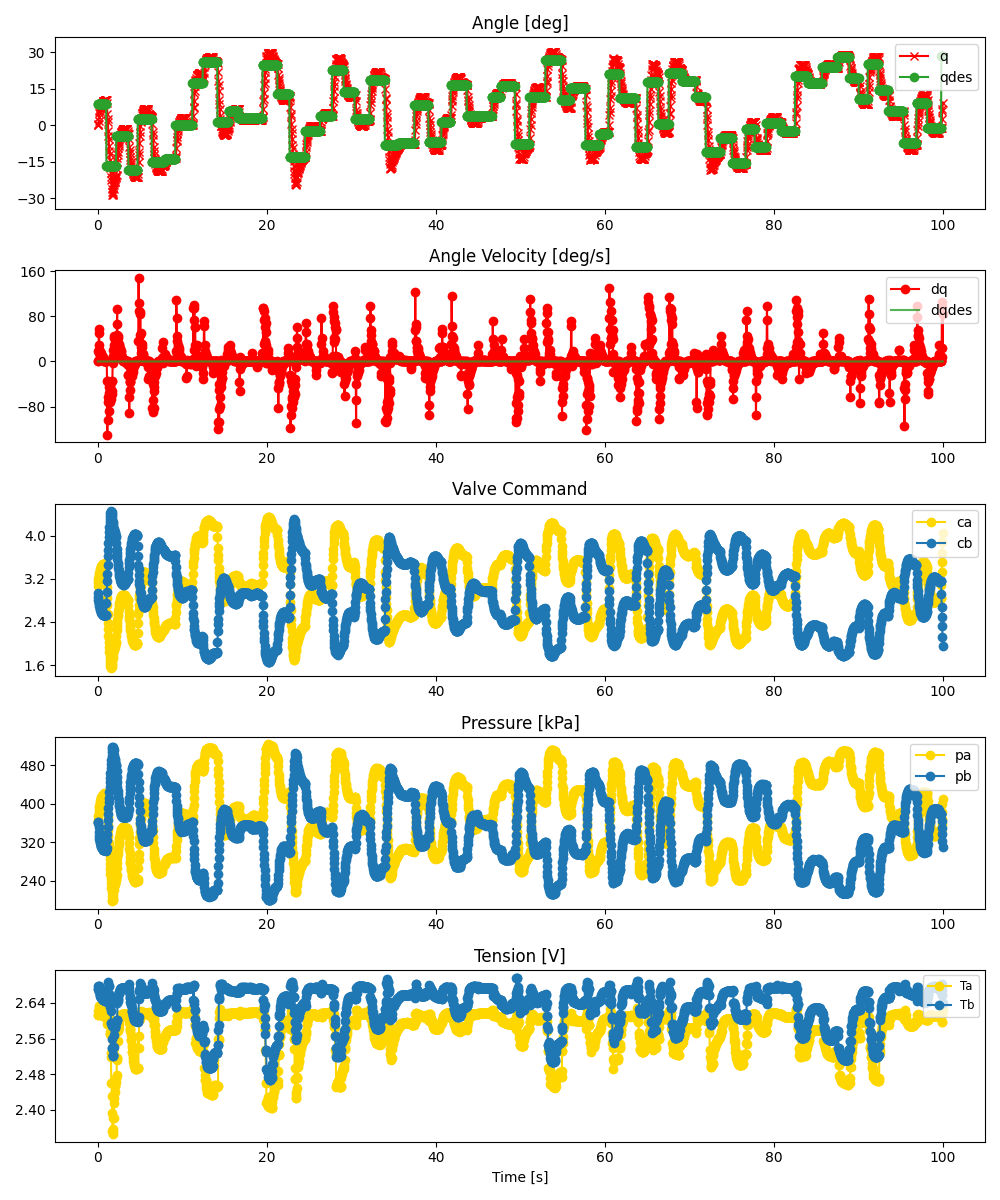 Angle [deg]
30
15
0
−15
−30
q
qdes
0 20 40 60 80 100
Angle Velocity [deg/s]
160
80
0
−80
dq
dqdes
0 20 40 60 80 100
Valve Command
4.0
3.2
2.4
1.6
ca
cb
0 20 40 60 80 100
Pressure [kPa]
480
400
320
240
pa
pb
0 20 40 60 80 100
Tension [V]
2.64
2.56
2.48
2.40
Ta
Tb
0 20 40 60 80 100
Time [s]